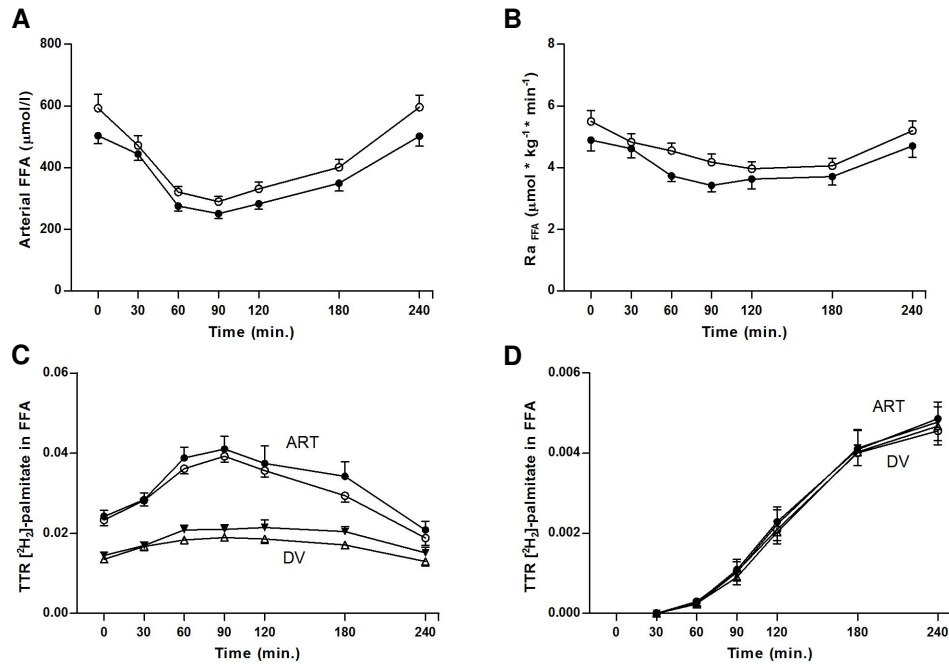 A
800
600
400
200
0
Arterial FFA (μmol/l)
0 30 60 90 120 180 240
Time (min.)
B
8
6
4
2
0
Ra FFA (μmol * kg-1 * min-1)
0 30 60 90 120 180 240
Time (min.)
C
0.06
0.04
0.02
0.00
TTR [2H2]-palmitate in FFA
ART
DV
0 30 60 90 120 180 240
Time (min.)
D
0.006
0.004
0.002
0.000
TTR [2H2]-palmitate in FFA
ART
DV
0 30 60 90 120 180 240
Time (min.)